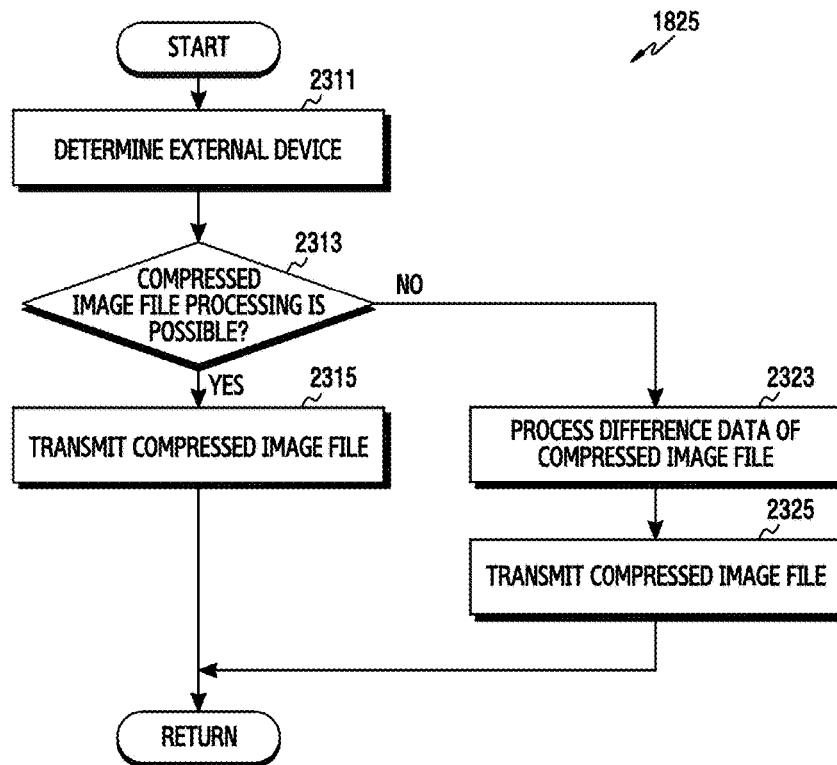 START
1825
2311
DETERMINE EXTERNAL DEVICE
2313
COMPRESSED
IMAGE FILE PROCESSING IS
POSSIBLE?
NO
YES
2315
TRANSMIT COMPRESSED IMAGE FILE
2323
PROCESS DIFFERENCE DATA OF
COMPRESSED IMAGE FILE
2325
TRANSMIT COMPRESSED IMAGE FILE
RETURN